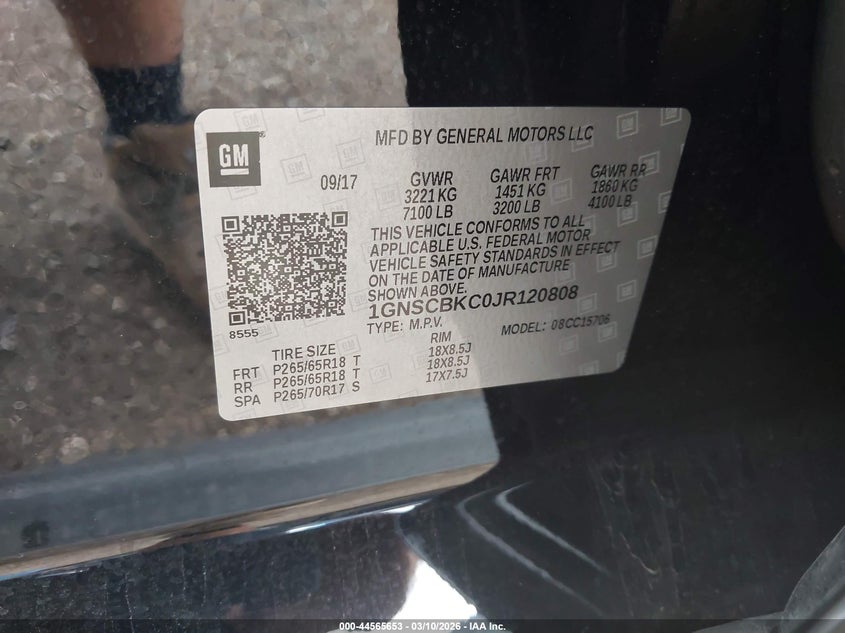 GM®
MFD BY GENERAL MOTORS LLC
09/17 GVWR GAWR FRT GAWR RR
3221 KG 1451 KG 1860 KG
7100 LB 3200 LB 4100 LB
THIS VEHICLE CONFORMS TO ALL
APPLICABLE U.S. FEDERAL MOTOR
VEHICLE SAFETY STANDARDS IN EFFECT
ON THE DATE OF MANUFACTURE
SHOWN ABOVE.
8555
1GNSCBKC0JR120808
TYPE: M.P.V. MODEL: 08CC15706
TIRE SIZE RIM
FRT P265/65R18 T 18X8.5J
RR P265/65R18 T 18X8.5J
SPA P265/70R17 S 17X7.5J
000-44565653 - 03/10/2026 - IAA Inc.